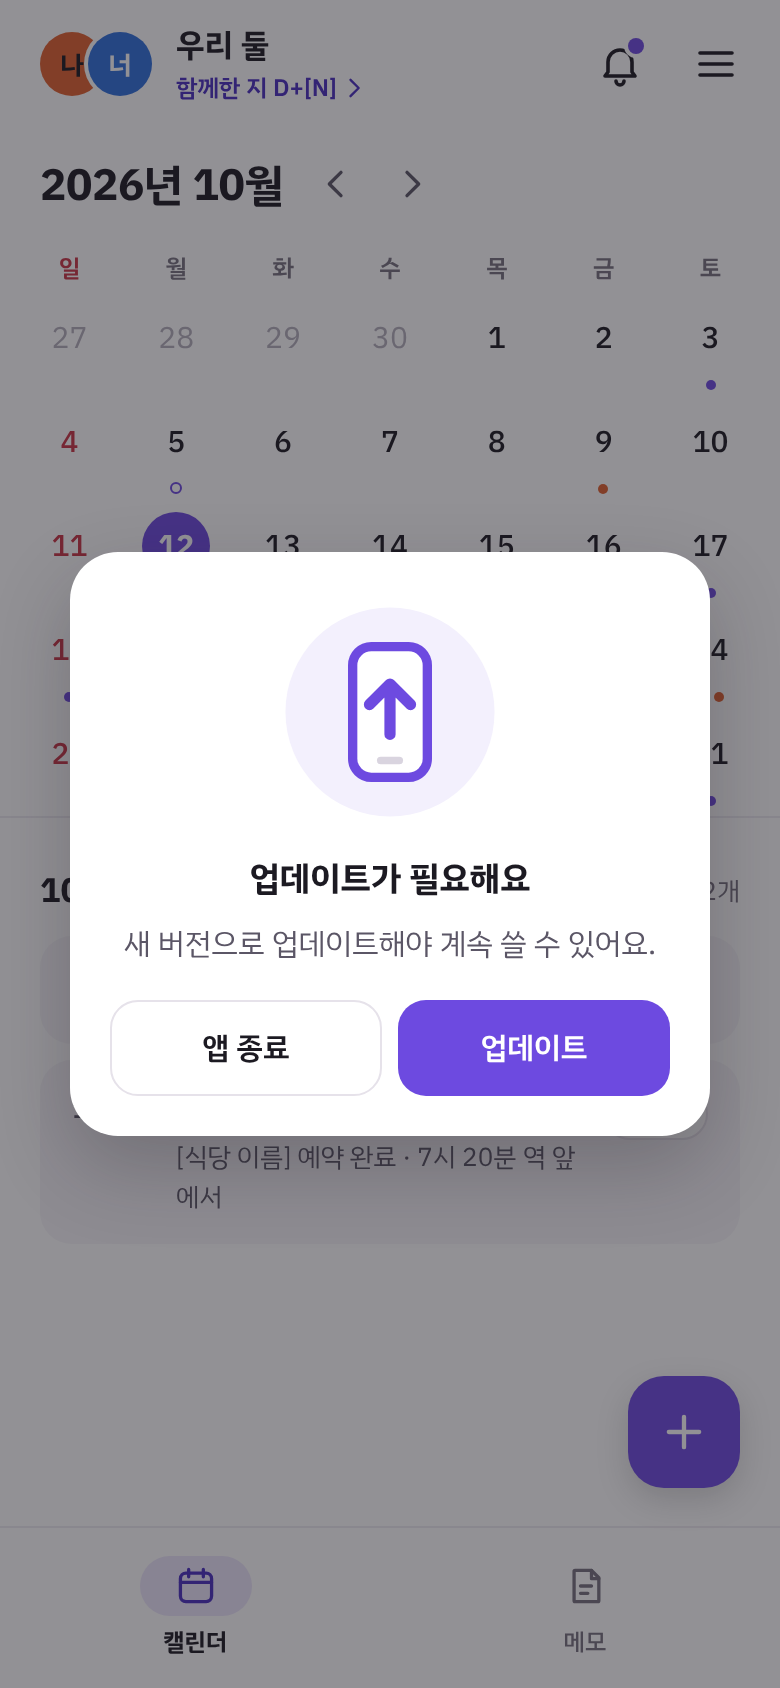 나 너 우리 둘
함께한 지 D+[N]
2026년 10월
일 월 화 수 목 금 토
27 28 29 30 1 2 3
4 5 6 7 8 9 10
11 12 13 14 15 16 17
업데이트가 필요해요
2개
새 버전으로 업데이트해야 계속 쓸 수 있어요.
앱 종료 업데이트
[식당 이름] 예약 완료 · 7시 20분 역 앞
에서
캘린더 메모